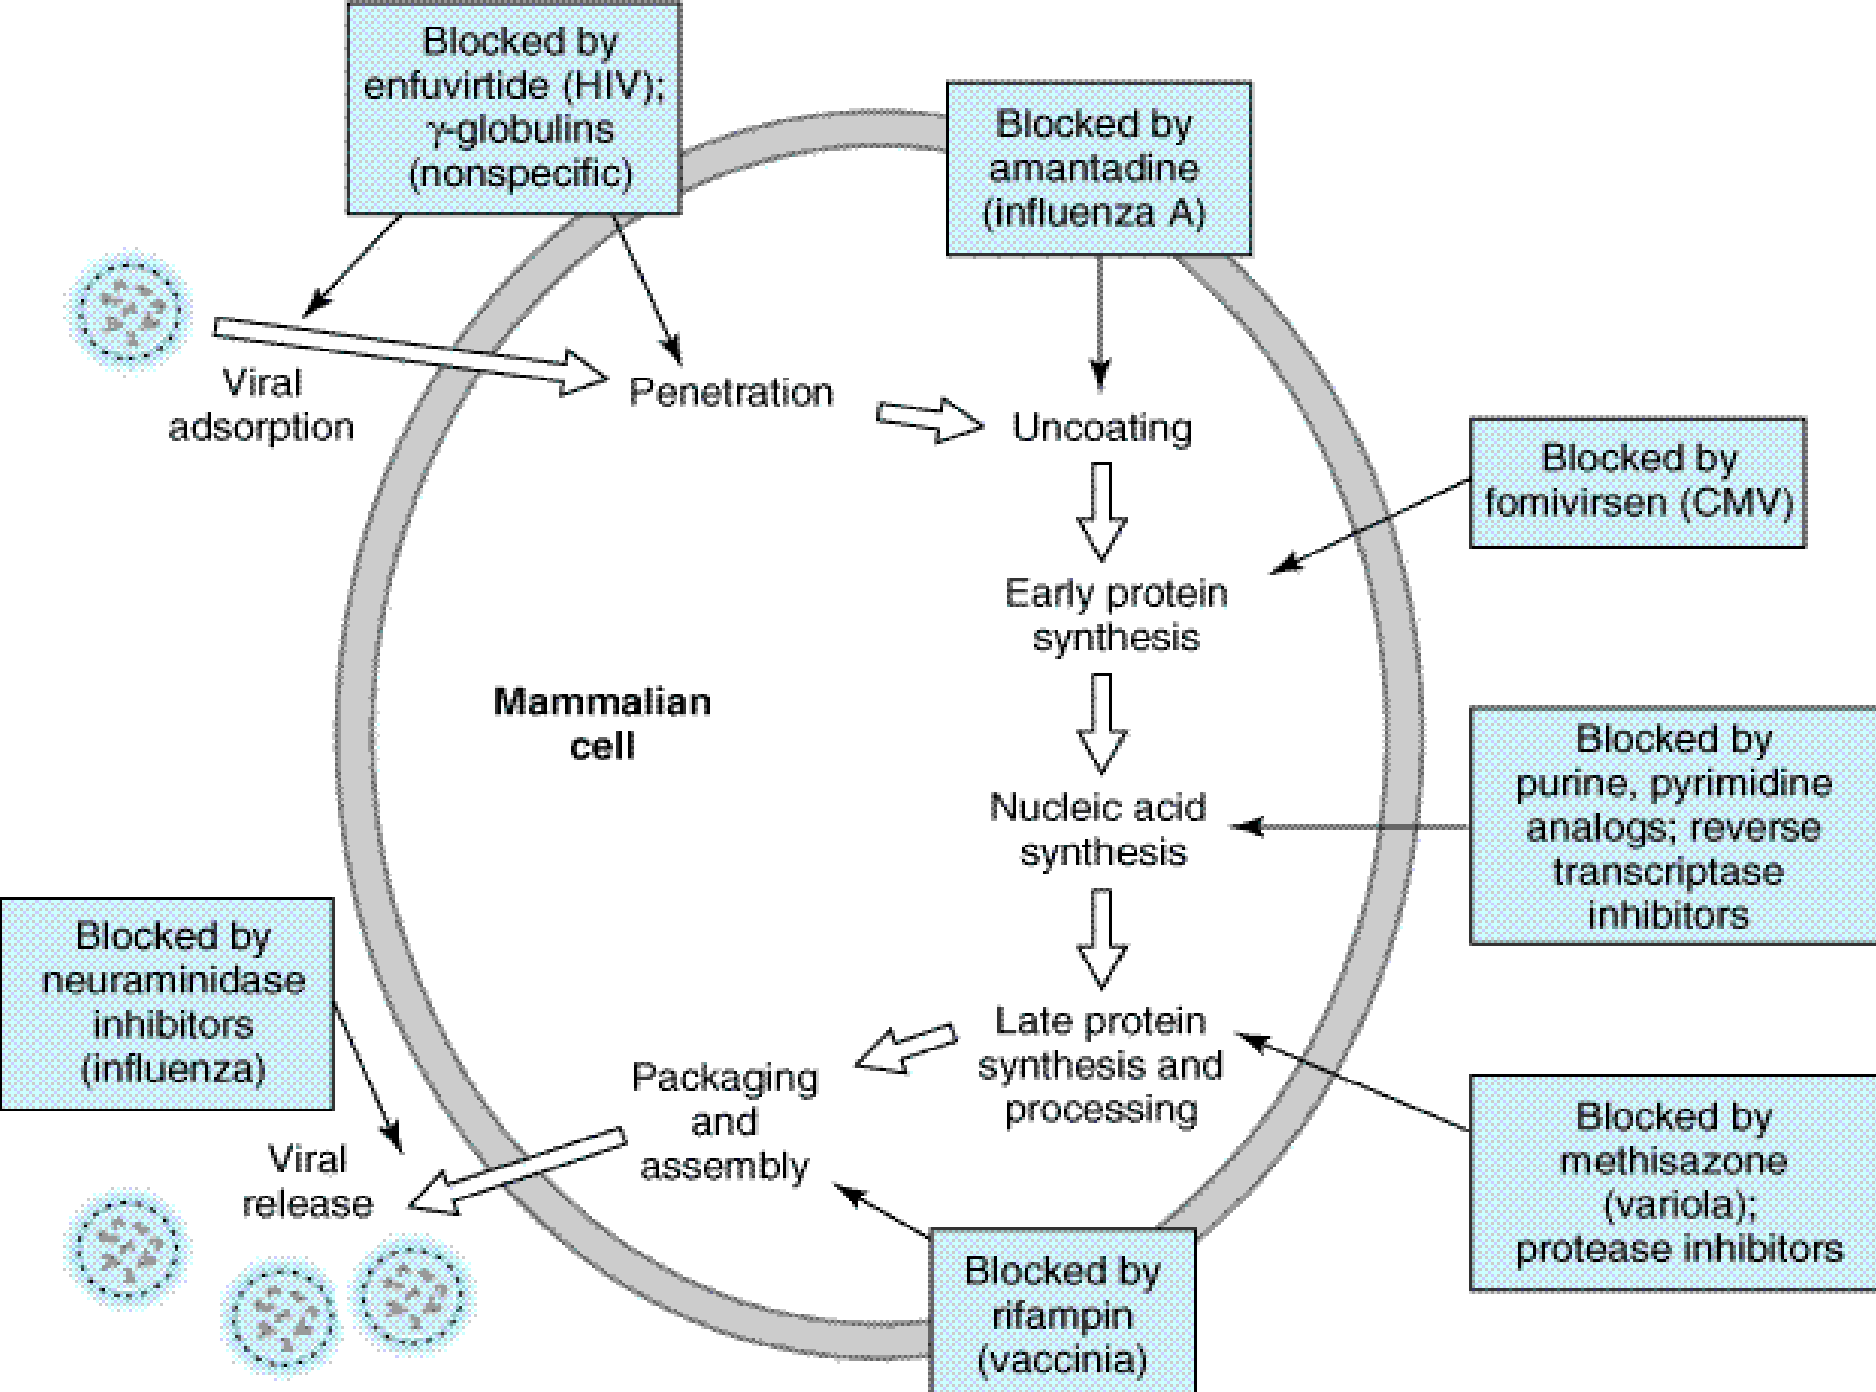 Blocked by
enfuvirtide (HIV);
γ-globulins
(nonspecific)
Blocked by
amantadine
(influenza A)
Viral
adsorption
Penetration
Uncoating
Blocked by
fomivirsen (CMV)
Early protein
synthesis
Mammalian
cell
Nucleic acid
synthesis
Blocked by
purine, pyrimidine
analogs; reverse
transcriptase
inhibitors
Blocked by
neuraminidase
inhibitors
(influenza)
Late protein
synthesis and
processing
Packaging
and
assembly
Viral
release
Blocked by
methisazone
(variola);
protease inhibitors
Blocked by
rifampin
(vaccinia)